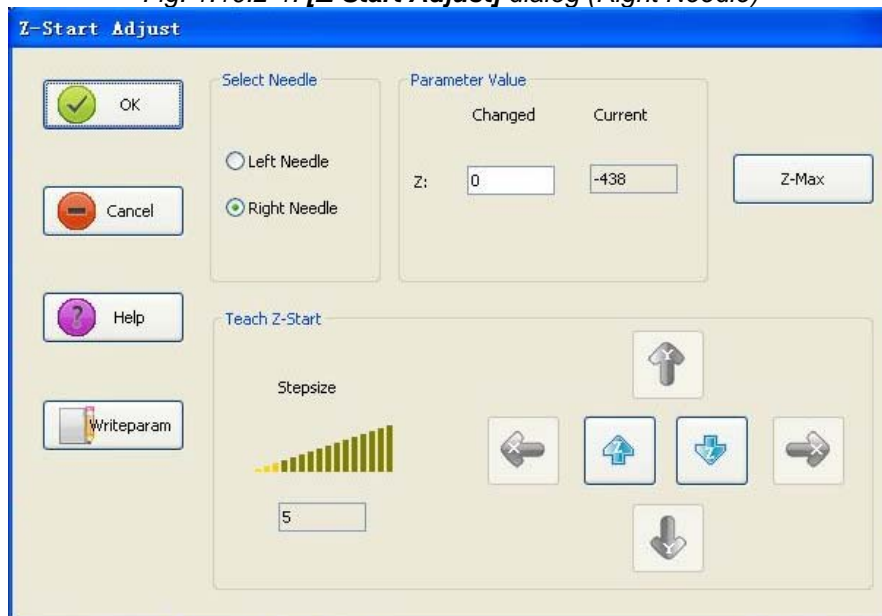 Z-Start Adjust
OK
Cancel
Help
Writeparam
Select Needle
Left Needle
Right Needle
Parameter Value
Changed
Current
Z:
0
-438
Z-Max
Teach Z-Start
Stepsize
5
Y
X
Z
Z
X
Y